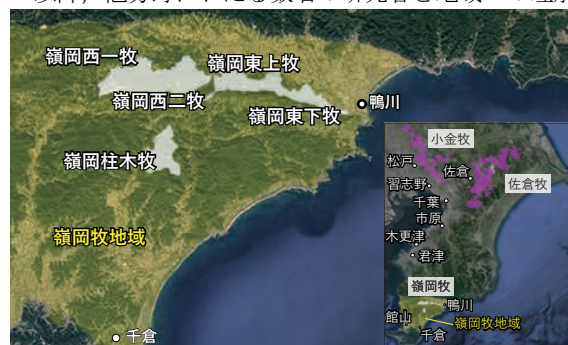 嶺岡西一牧
嶺岡東上牧
嶺岡西二牧
嶺岡東下牧
鴨川
嶺岡柱木牧
嶺岡牧地域
千倉
小金牧
松戸
佐倉
習志野
佐倉牧
千葉
市原
木更津
君津
嶺岡牧
鴨川
館山
嶺岡牧地域
千倉